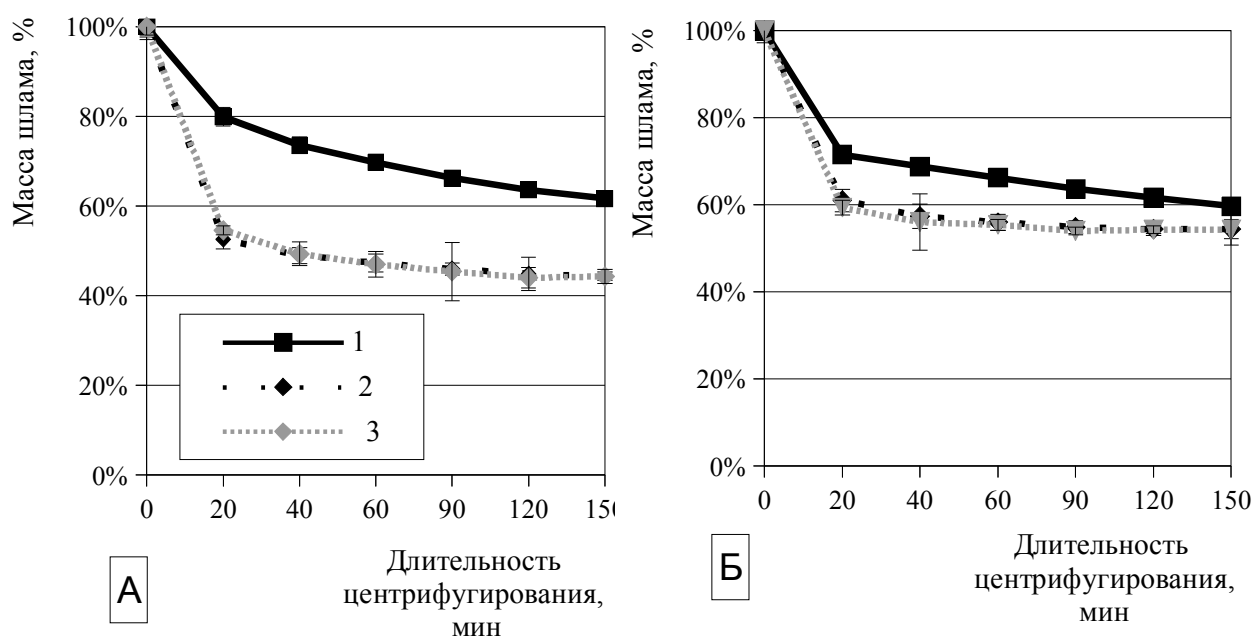 Масса шлама, %
100%
80%
60%
40%
20%
0%
0 20 40 60 90 120 150
1
2
3
А
Длительность
центрифугирования,
мин
Масса шлама, %
100%
80%
60%
40%
20%
0%
0 20 40 60 90 120 150
Б
Длительность
центрифугирования,
мин